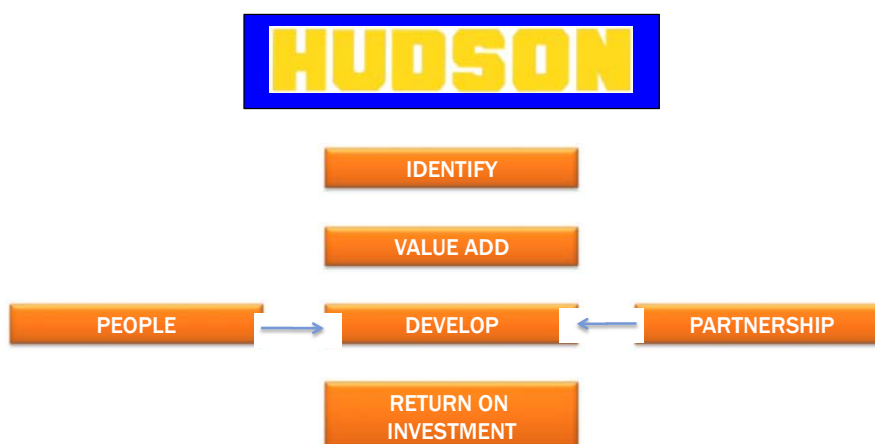 HUDSON
IDENTIFY
VALUE ADD
PEOPLE
DEVELOP
PARTNERSHIP
RETURN ON
INVESTMENT